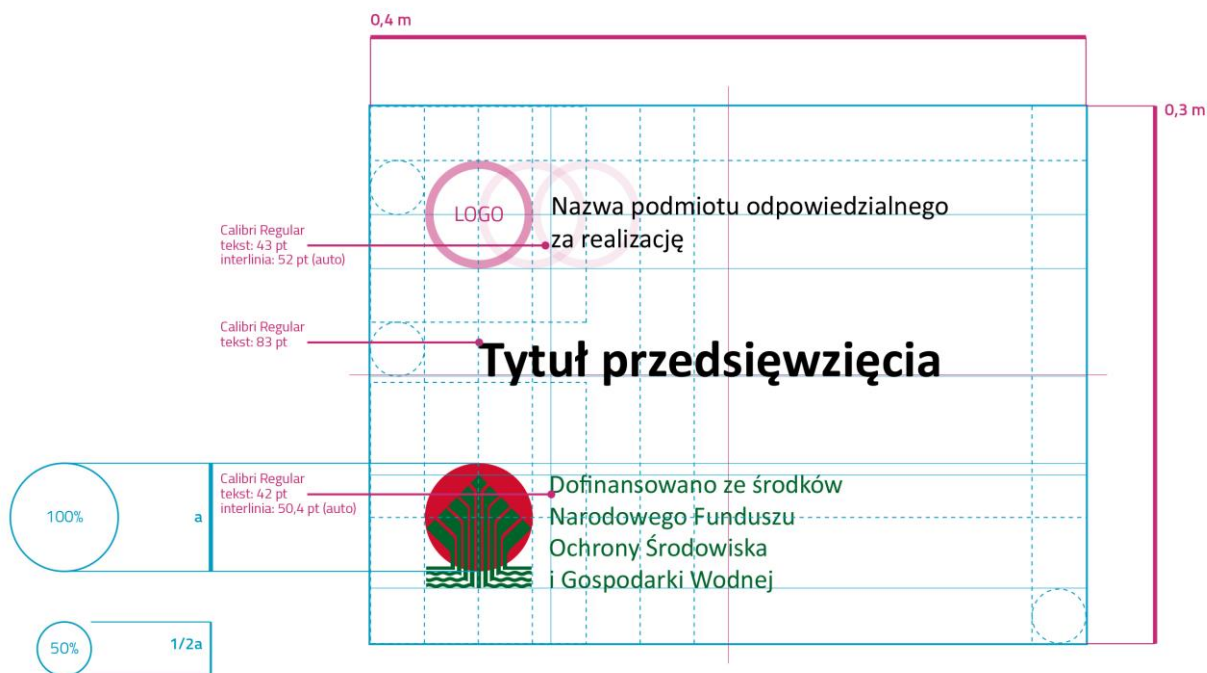 0,4 m
0,3 m
LOGO
Nazwa podmiotu odpowiedzialnego
za realizację
Calibri Regular
tekst: 43 pt
interlinia: 52 pt (auto)
Calibri Regular
tekst: 83 pt
Tytuł przedsięwzięcia
100%
a
Calibri Regular
tekst: 42 pt
interlinia: 50,4 pt (auto)
Dofinansowano ze środków
Narodowego Funduszu
Ochrony Środowiska
i Gospodarki Wodnej
50%
1/2a